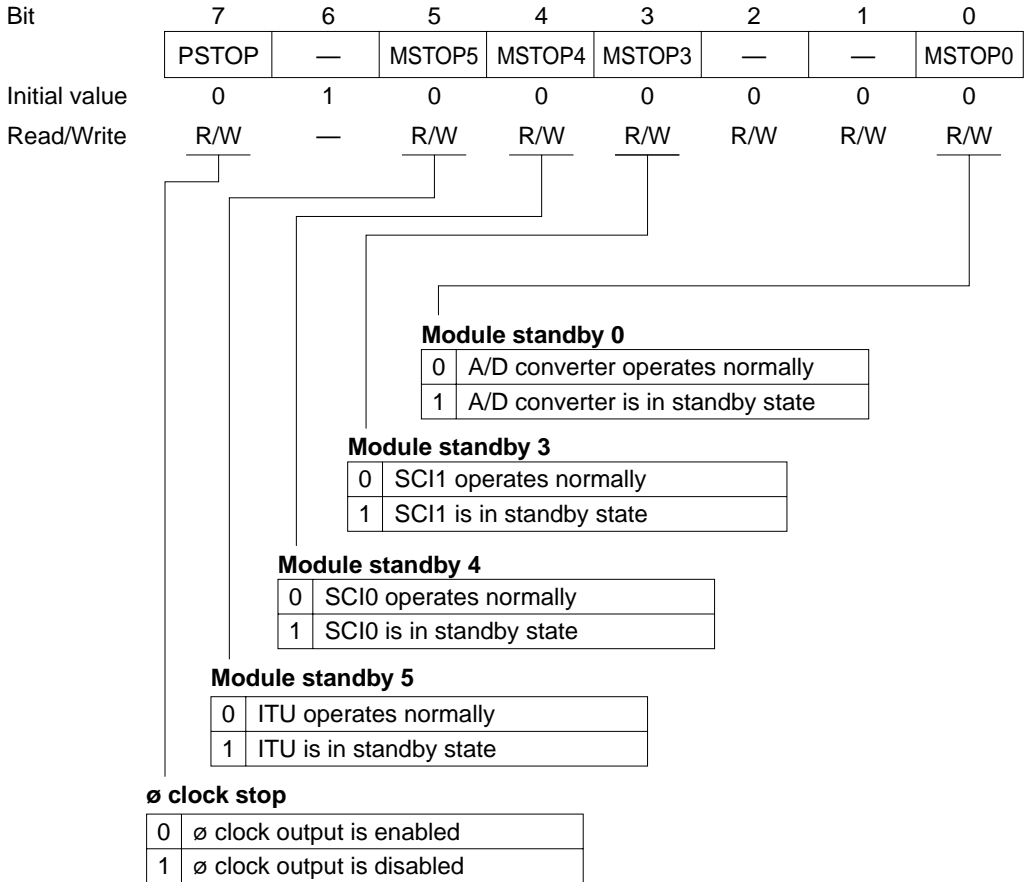 Bit 7 6 5 4 3 2 1 0
PSTOP — MSTOP5 MSTOP4 MSTOP3 — — MSTOP0
Initial value 0 1 0 0 0 0 0 0
Read/Write R/W — R/W R/W R/W R/W R/W R/W
Module standby 0
0 A/D converter operates normally
1 A/D converter is in standby state
Module standby 3
0 SCI1 operates normally
1 SCI1 is in standby state
Module standby 4
0 SCI0 operates normally
1 SCI0 is in standby state
Module standby 5
0 ITU operates normally
1 ITU is in standby state
ø clock stop
0 ø clock output is enabled
1 ø clock output is disabled